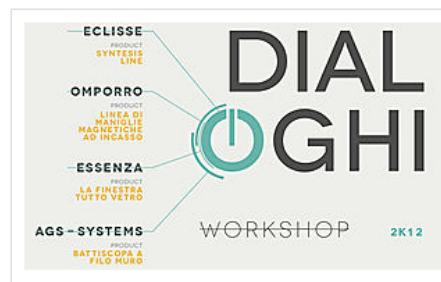 ECLISSE
PRODUCT
SYNTESIS
LINE
OMPORRO
PRODUCT
LINEA DI
MANIGLIE
MAGNETICHE
AD INCASSO
ESSENZA
PRODUCT
LA FINESTRA
TUTTO VETRO
AGS-SYSTEMS
PRODUCT
BATTISCOPA A
FILO MURO
DIAL
OGHI
WORKSHOP
2K12